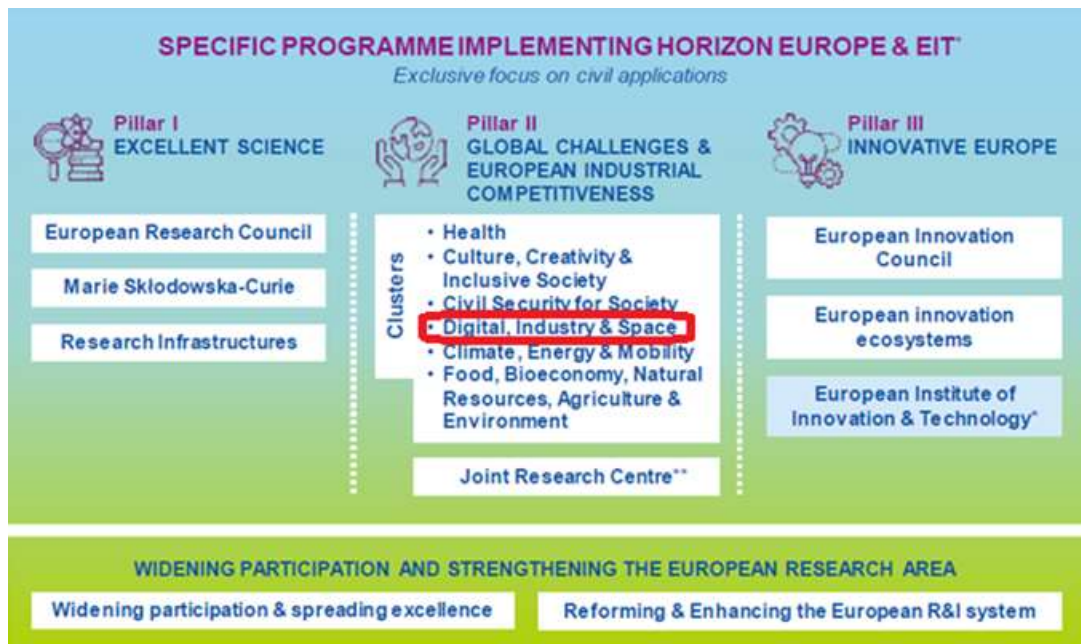 SPECIFIC PROGRAMME IMPLEMENTING HORIZON EUROPE & EIT*
Exclusive focus on civil applications
Pillar I
EXCELLENT SCIENCE
European Research Council
Marie Skłodowska-Curie
Research Infrastructures
Pillar II
GLOBAL CHALLENGES &
EUROPEAN INDUSTRIAL
COMPETITIVENESS
Clusters
• Health
• Culture, Creativity &
Inclusive Society
• Civil Security for Society
• Digital, Industry & Space
• Climate, Energy & Mobility
• Food, Bioeconomy, Natural
Resources, Agriculture &
Environment
Joint Research Centre**
Pillar III
INNOVATIVE EUROPE
European Innovation
Council
European innovation
ecosystems
European Institute of
Innovation & Technology*
WIDENING PARTICIPATION AND STRENGTHENING THE EUROPEAN RESEARCH AREA
Widening participation & spreading excellence
Reforming & Enhancing the European R&I system